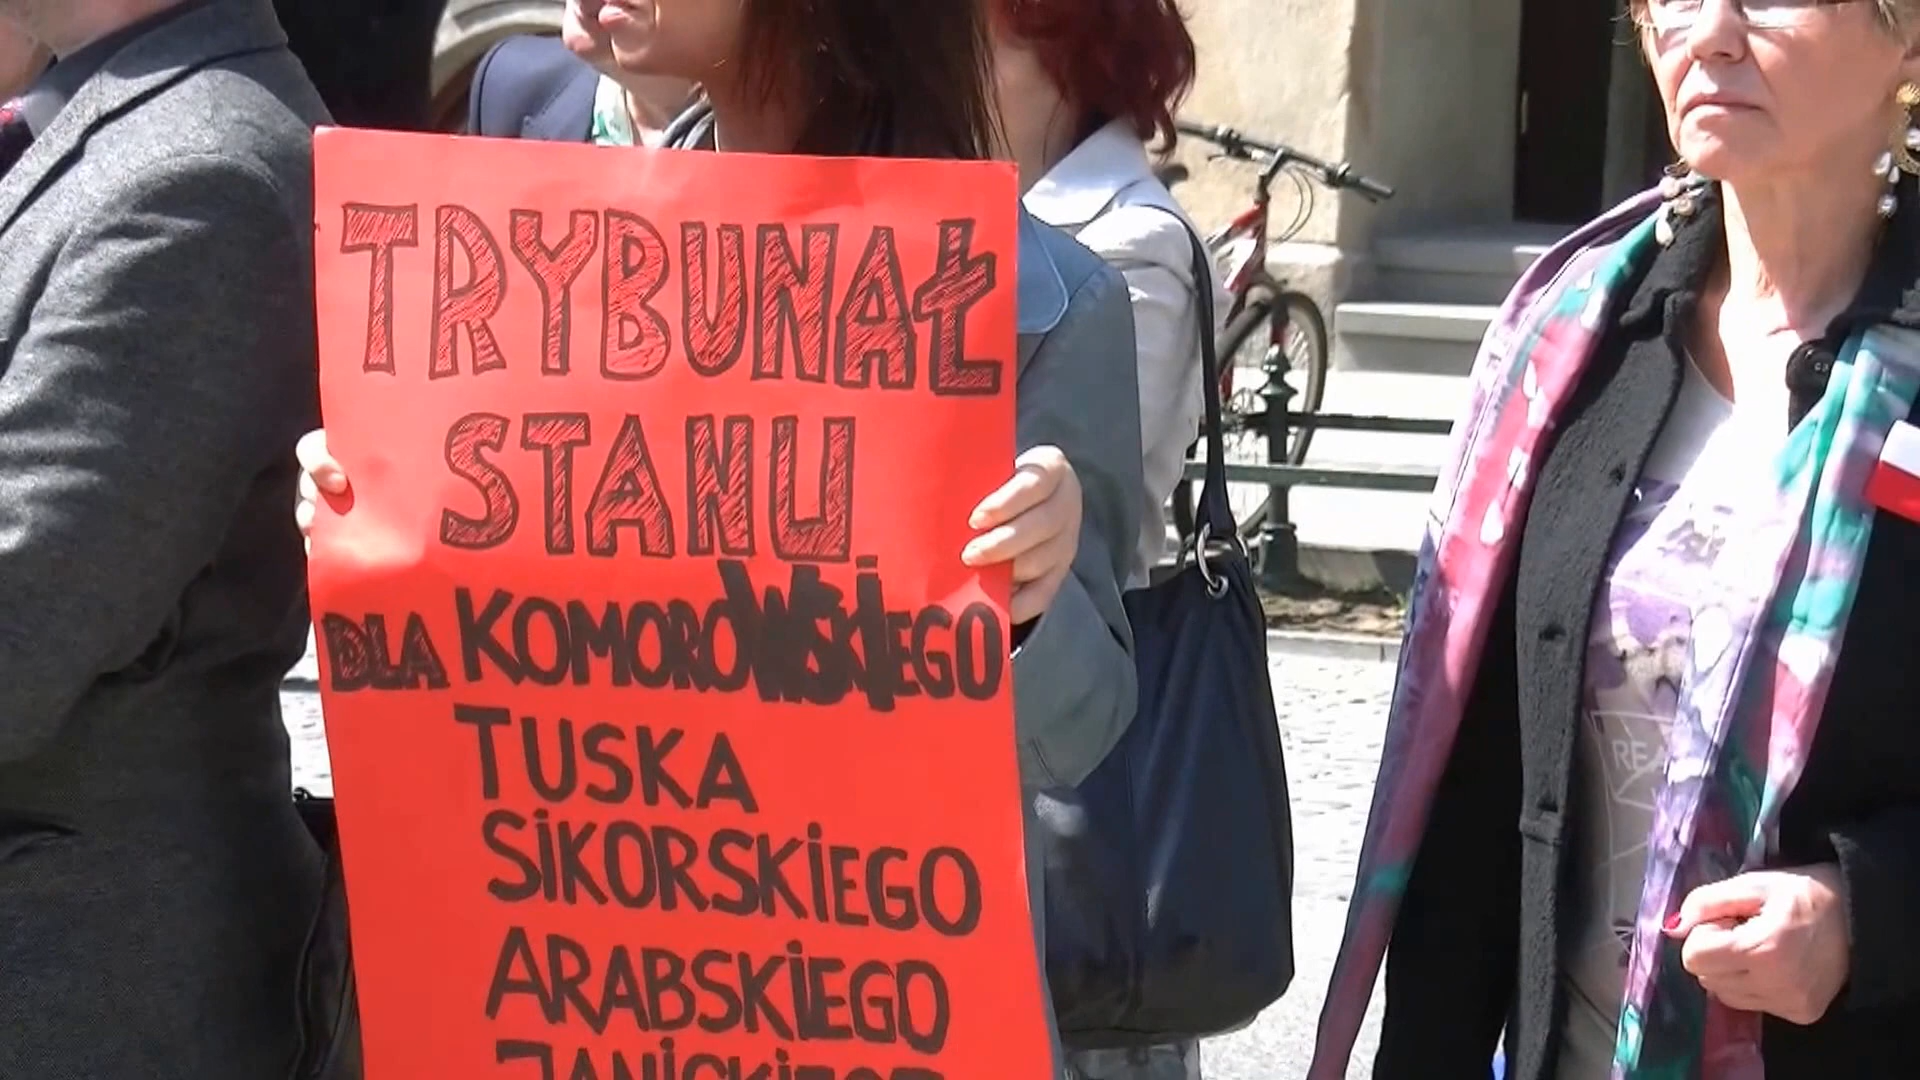 TRYBUNAŁ
STANU
DLA KOMOROWSKIEGO
TUSKA
SIKORSKIEGO
ARABSKIEGO